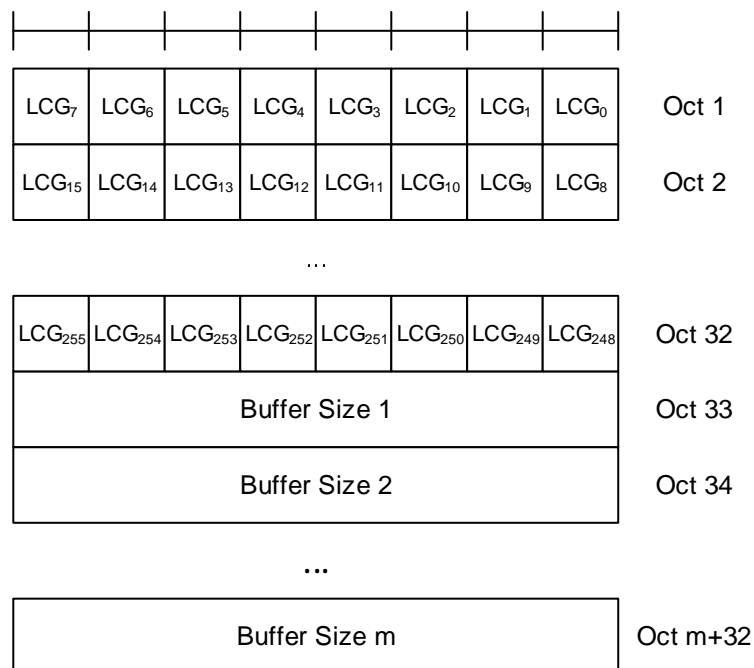 LCG₇ LCG₆ LCG₅ LCG₄ LCG₃ LCG₂ LCG₁ LCG₀ Oct 1
LCG₁₅ LCG₁₄ LCG₁₃ LCG₁₂ LCG₁₁ LCG₁₀ LCG₉ LCG₈ Oct 2
...
LCG₂₅₅ LCG₂₅₄ LCG₂₅₃ LCG₂₅₂ LCG₂₅₁ LCG₂₅₀ LCG₂₄₉ LCG₂₄₈ Oct 32
Buffer Size 1 Oct 33
Buffer Size 2 Oct 34
...
Buffer Size m Oct m+32